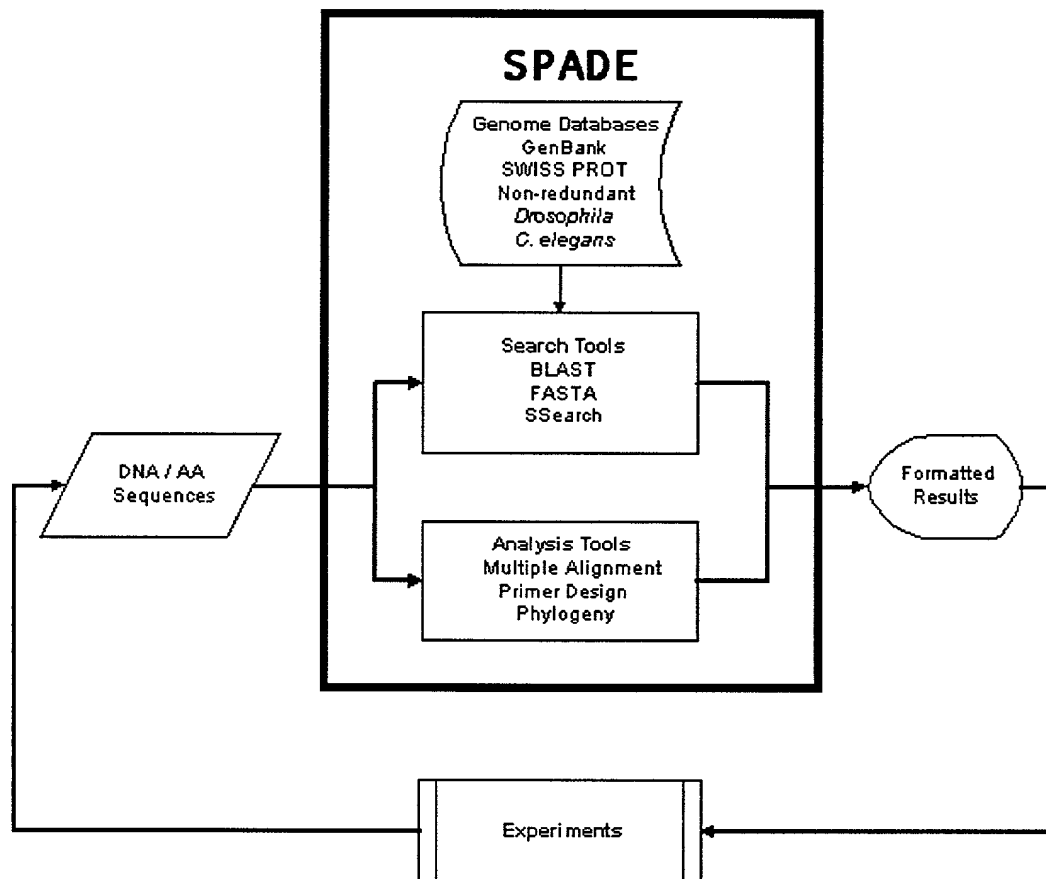 SPADE
Genome Databases
GenBank
SWISS PROT
Non-redundant
Drosophila
C. elegans
Search Tools
BLAST
FASTA
SSearch
DNA / AA
Sequences
Formatted
Results
Analysis Tools
Multiple Alignment
Primer Design
Phylogeny
Experiments